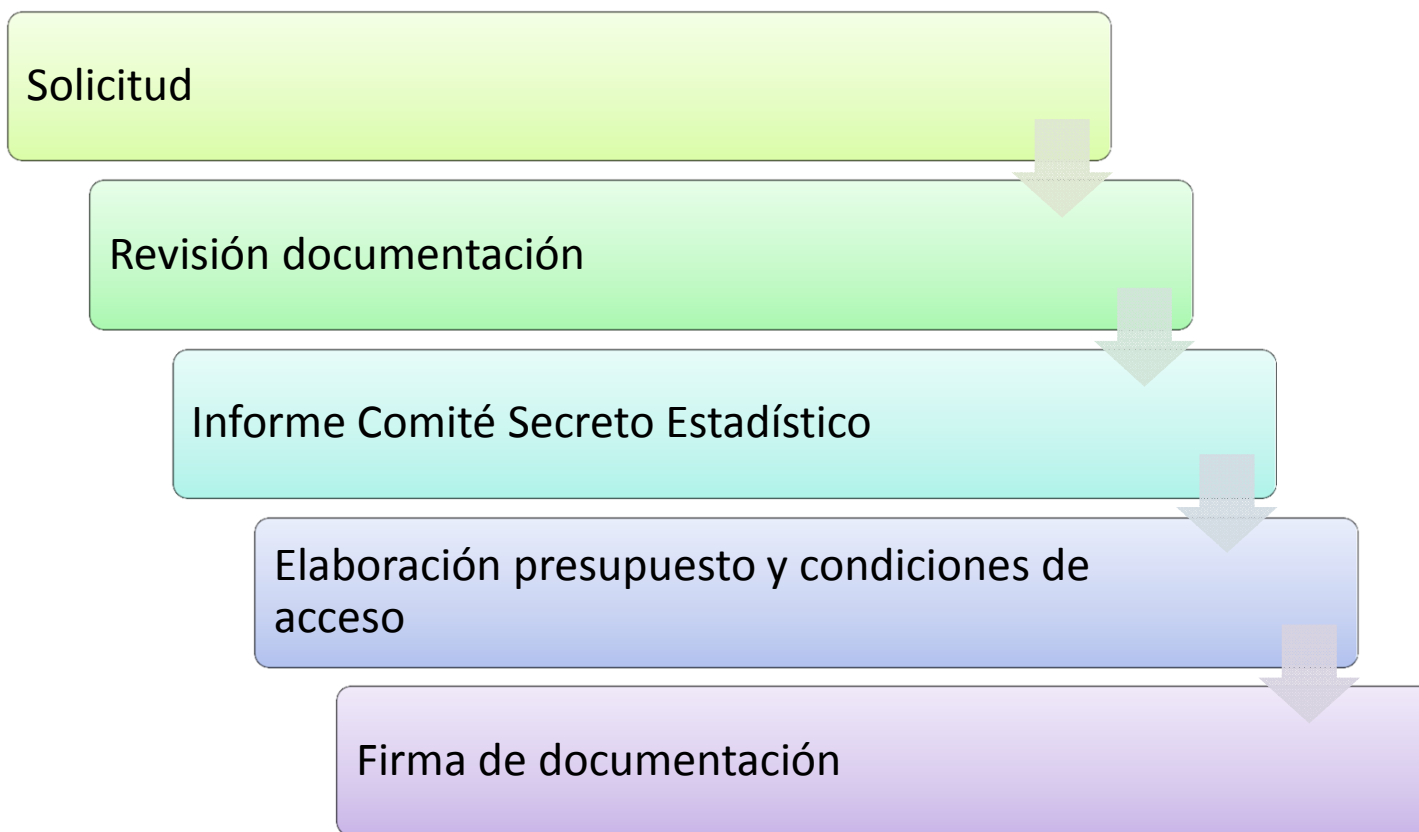 Solicitud
Revisión documentación
Informe Comité Secreto Estadístico
Elaboración presupuesto y condiciones de
acceso
Firma de documentación